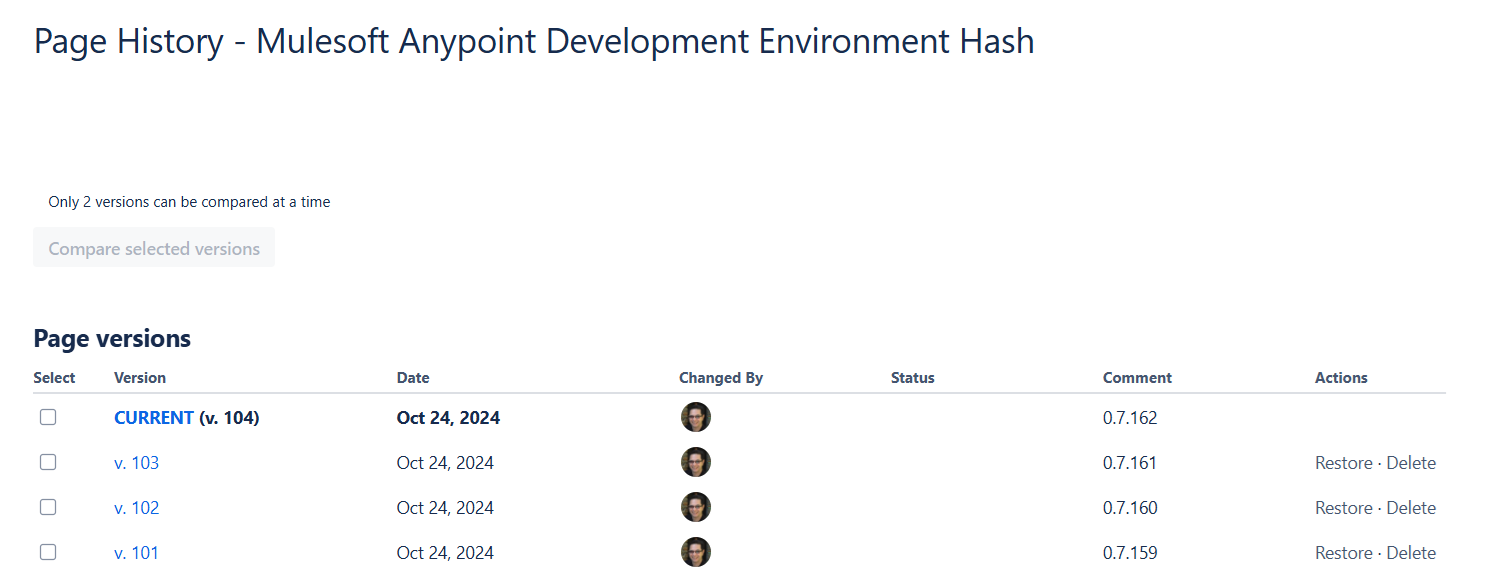 Page History - Mulesoft Anypoint Development Environment Hash
Only 2 versions can be compared at a time
Compare selected versions
Page versions
Select Version Date Changed By Status Comment Actions
CURRENT (v. 104) Oct 24, 2024 0.7.162
v. 103 Oct 24, 2024 0.7.161 Restore · Delete
v. 102 Oct 24, 2024 0.7.160 Restore · Delete
v. 101 Oct 24, 2024 0.7.159 Restore · Delete